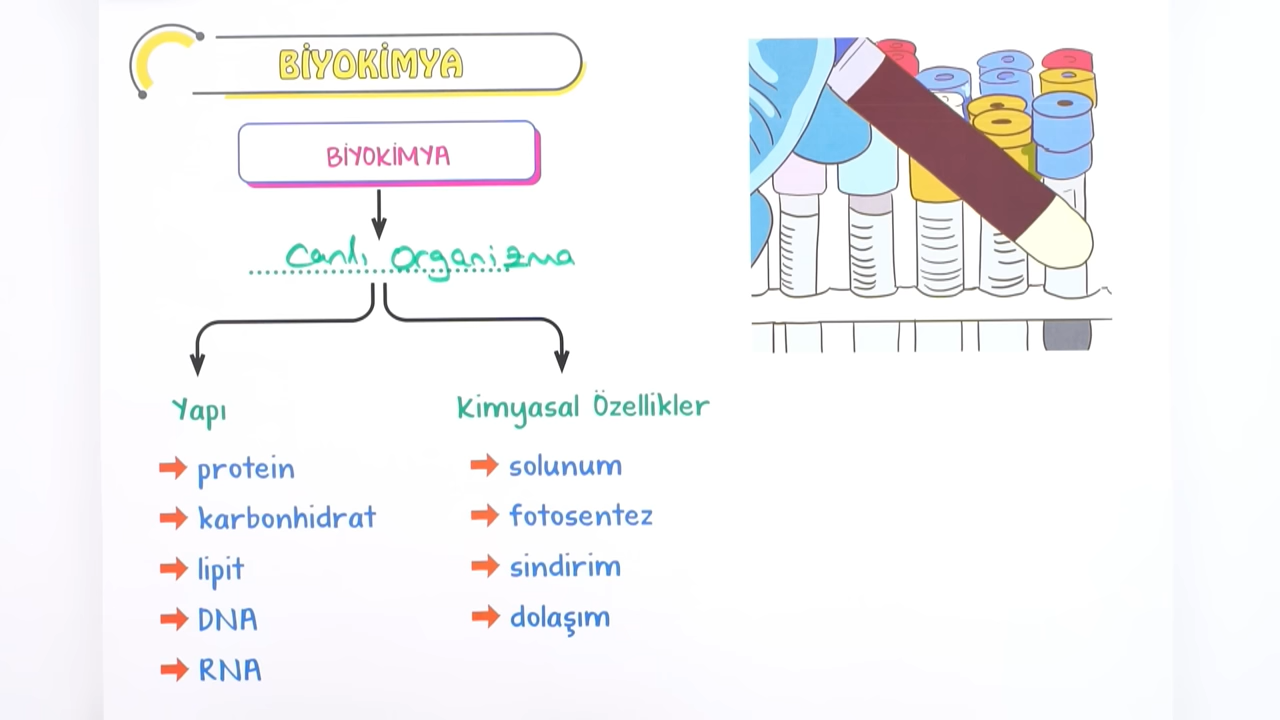 BİYOKİMYA
BİYOKİMYA
Canlı Organizma
Yapı
protein
karbonhidrat
lipit
DNA
RNA
Kimyasal Özellikler
solunum
fotosentez
sindirim
dolaşım